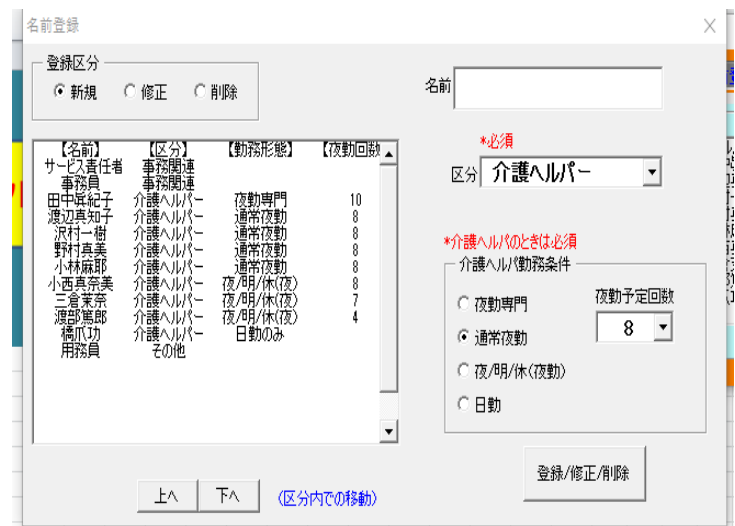 名前登録
登録区分
新規 修正 削除
【名前】 【区分】 【勤務形態】 【夜勤回数
サービス責任者 事務関連
事務員 事務関連
田中眞紀子 介護ヘルパー 夜勤専門 10
渡辺真知子 介護ヘルパー 通常夜勤 8
沢村一樹 介護ヘルパー 通常夜勤 8
野村真美 介護ヘルパー 通常夜勤 8
小林麻耶 介護ヘルパー 通常夜勤 8
小西真奈美 介護ヘルパー 夜/明/休(夜) 8
三倉茉奈 介護ヘルパー 夜/明/休(夜) 7
渡部篤郎 介護ヘルパー 夜/明/休(夜) 4
橋爪功 介護ヘルパー 日勤のみ
用務員 その他
上へ 下へ (区分内での移動)
名前
*必須
区分 介護ヘルパー
*介護ヘルパのときは必須
介護ヘルパ勤務条件
夜勤専門
通常夜勤
夜/明/休(夜勤)
日勤
夜勤予定回数
8
登録/修正/削除